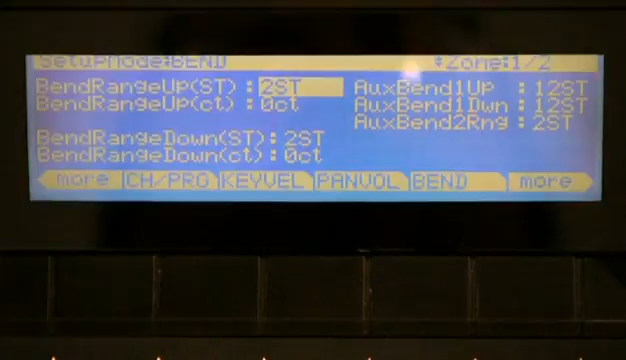 SetupMode:BEND ↕Zone:1/2
BendRangeUp(ST) :2ST AuxBend1Up :12ST
BendRangeUp(ct) :0ct AuxBend1Dwn :12ST
AuxBend2Rng :2ST
BendRangeDown(ST):2ST
BendRangeDown(ct):0ct
more CH/PRG KEYVEL PANVOL BEND more